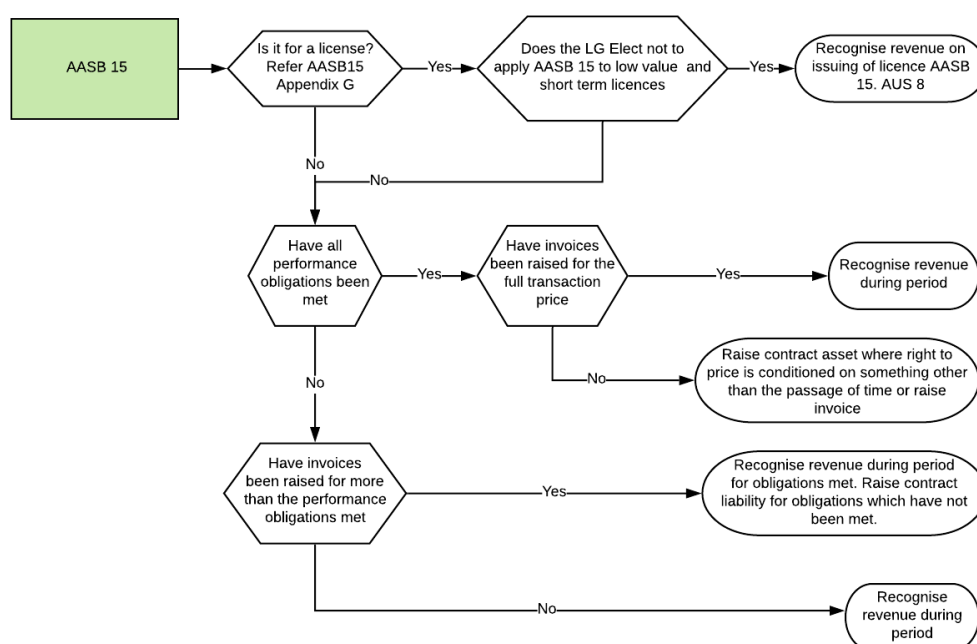 AASB 15
Is it for a license?
Refer AASB15
Appendix G
Yes
Does the LG Elect not to
apply AASB 15 to low value and
short term licences
Yes
Recognise revenue on
issuing of licence AASB
15. AUS 8
No
No
Have all
performance
obligations been
met
Yes
Have invoices
been raised for the
full transaction
price
Yes
Recognise revenue
during period
No
Raise contract asset where right to
price is conditioned on something other
than the passage of time or raise
invoice
No
Have invoices
been raised for more
than the performance
obligations met
Yes
Recognise revenue during period
for obligations met. Raise contract
liability for obligations which have not
been met.
No
Recognise
revenue during
period